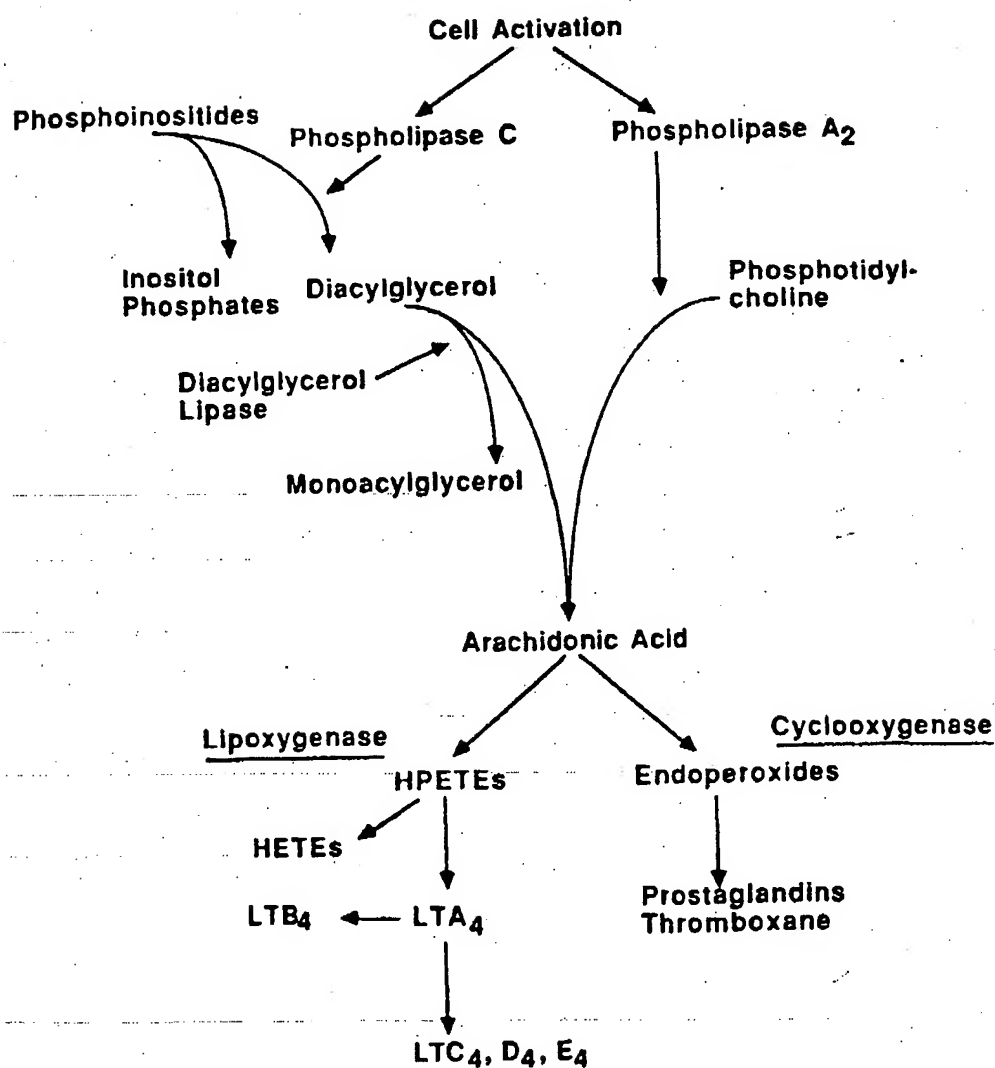 Cell Activation
Phosphoinositides
Phospholipase C
Phospholipase A2
Inositol
Phosphates
Diacylglycerol
Phosphotidyl-
choline
Diacylglycerol
Lipase
Monoacylglycerol
Arachidonic Acid
Lipoxygenase
Cyclooxygenase
HPETEs
Endoperoxides
HETEs
LTB4
LTA4
Prostaglandins
Thromboxane
LTC4, D4, E4